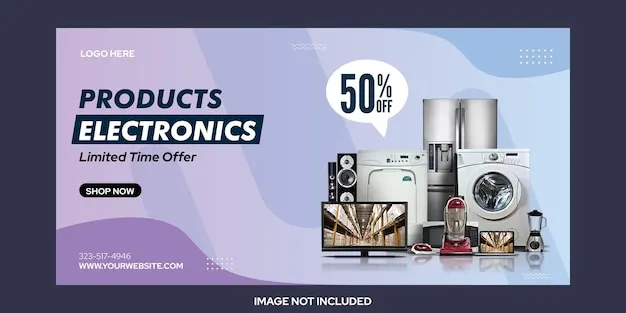 LOGO HERE
PRODUCTS
ELECTRONICS
Limited Time Offer
SHOP NOW
50%
OFF
323-517-4946
WWW.YOURWEBSITE.COM
IMAGE NOT INCLUDED